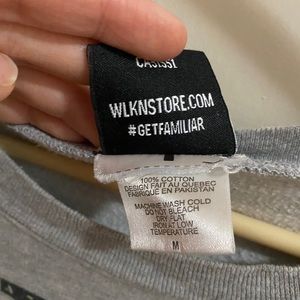 CA31551
WLKNSTORE.COM
#GETFAMILIAR
100% COTTON
DESIGN FAIT AU QUEBEC
FABRIQUE EN PAKISTAN
MACHINE WASH COLD
DO NOT BLEACH
DRY FLAT
IRON AT LOW
TEMPERATURE
M